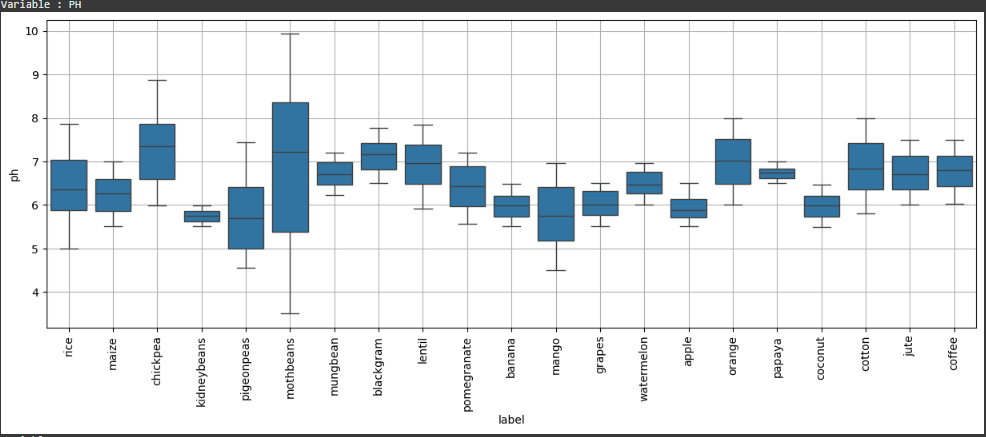 Variable : PH
10
9
8
7
6
5
4
ph
rice
maize
chickpea
kidneybeans
pigeonpeas
mothbeans
mungbean
blackgram
lentil
pomegranate
banana
mango
grapes
watermelon
apple
orange
papaya
coconut
cotton
jute
coffee
label